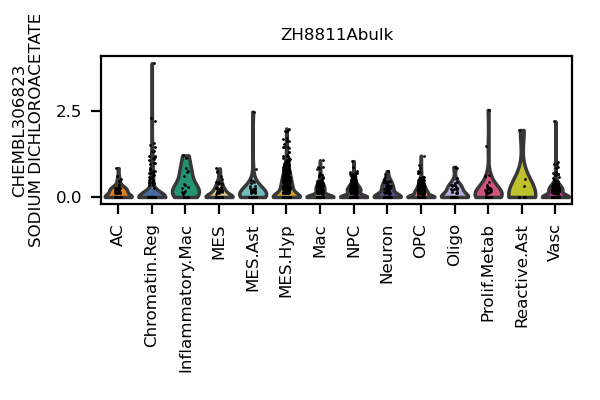 ZH8811Abulk
CHEMBL306823
SODIUM DICHLOROACETATE
2.5
0.0
AC
Chromatin.Reg
Inflammatory.Mac
MES
MES.Ast
MES.Hyp
Mac
NPC
Neuron
OPC
Oligo
Prolif.Metab
Reactive.Ast
Vasc